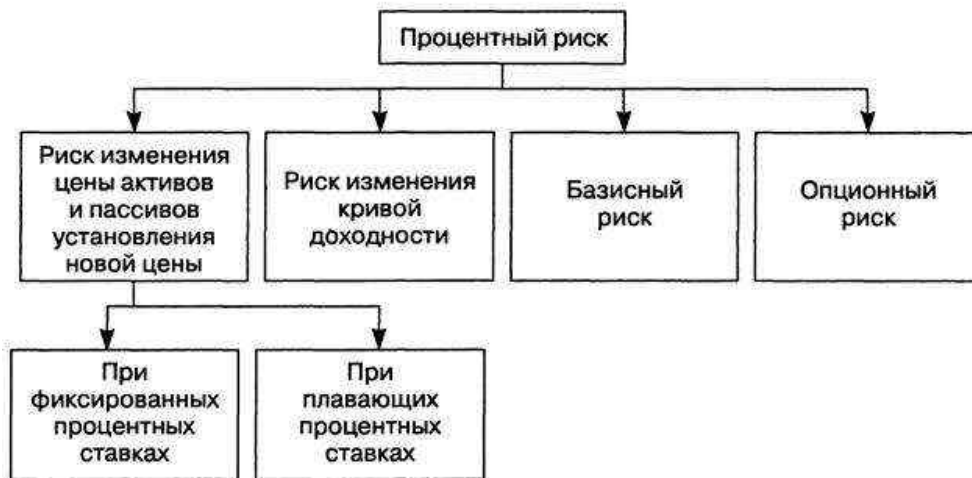 Процентный риск
Риск изменения
цены активов
и пассивов
установления
новой цены
Риск изменения
кривой
доходности
Базисный
риск
Опционный
риск
При
фиксированных
процентных
ставках
При
плавающих
процентных
ставках